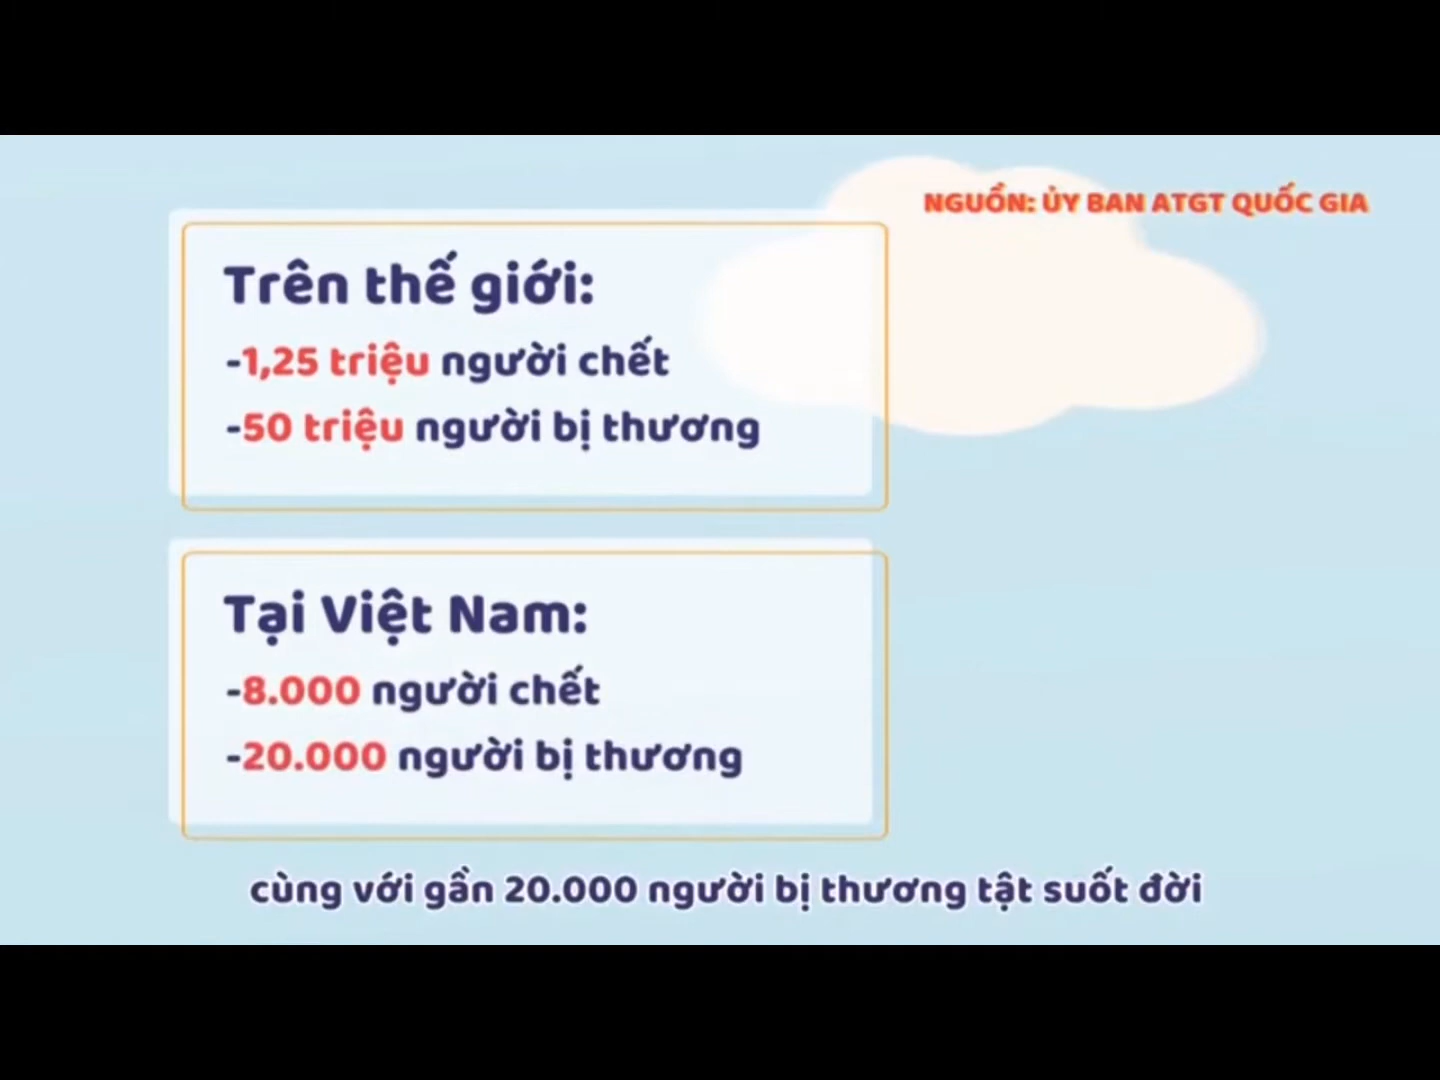 NGUỒN: ỦY BAN ATGT QUỐC GIA
Trên thế giới:
-1,25 triệu người chết
-50 triệu người bị thương
Tại Việt Nam:
-8.000 người chết
-20.000 người bị thương
cùng với gần 20.000 người bị thương tật suốt đời